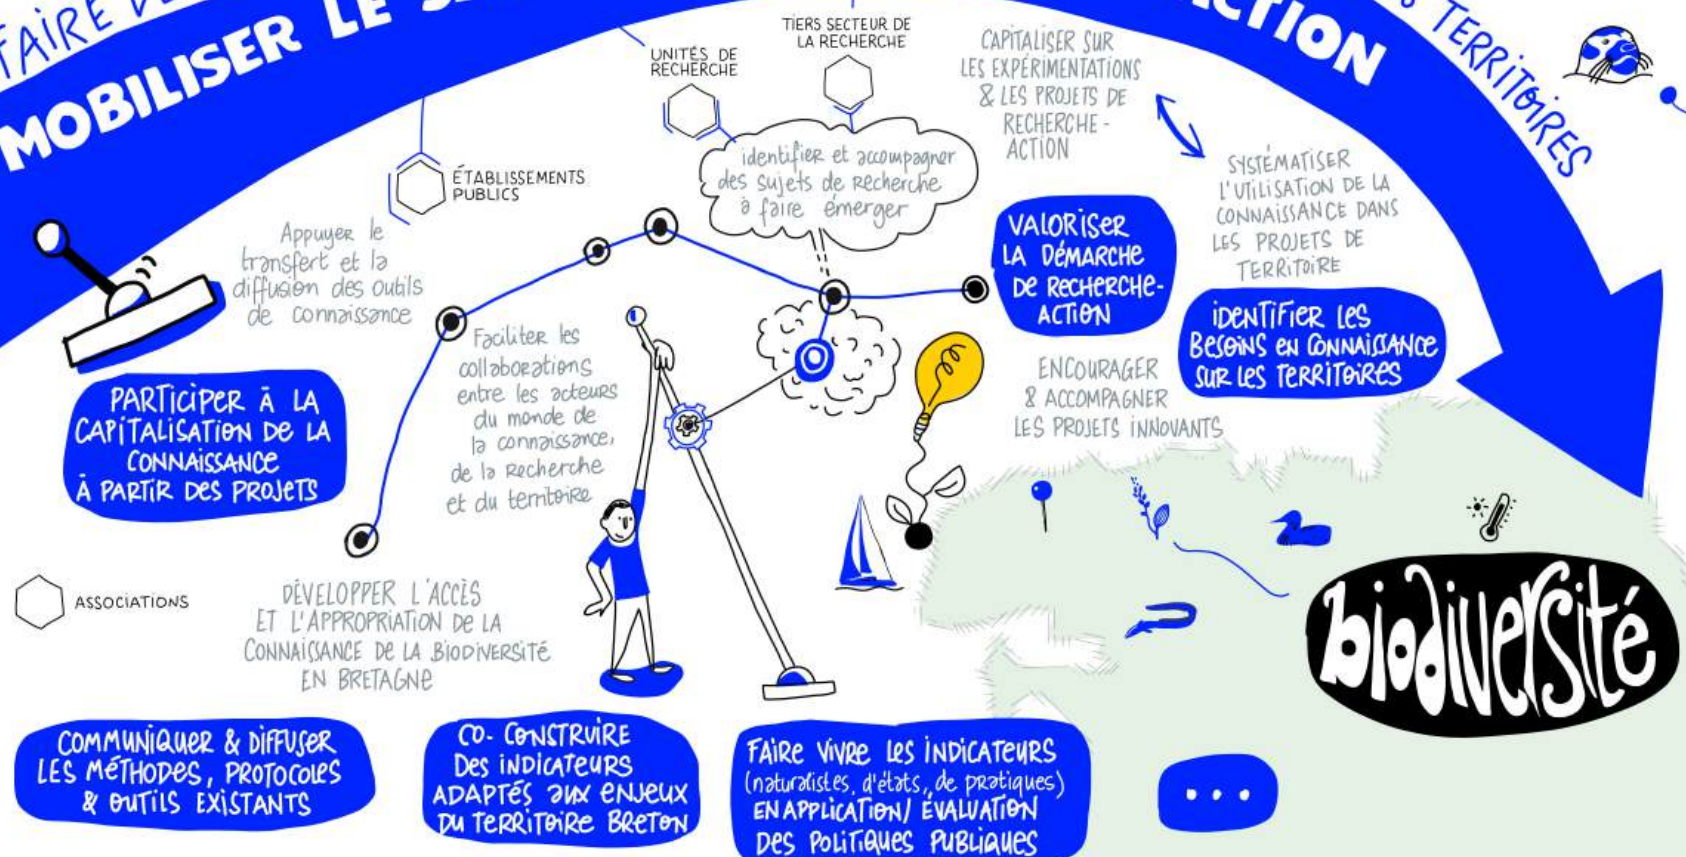 FAIRE
TERRITOIRES
MOBILISER LE
ACTION
TIERS SECTEUR DE
LA RECHERCHE
UNITÉS DE
RECHERCHE
ÉTABLISSEMENTS
PUBLICS
CAPITALISER SUR
LES EXPÉRIMENTATIONS
& LES PROJETS DE
RECHERCHE-
ACTION
identifier et accompagner
des sujets de recherche
à faire émerger
SYSTÉMATISER
L'UTILISATION DE LA
CONNAISSANCE DANS
LES PROJETS DE
TERRITOIRE
Appuyer le
transfert et la
diffusion des outils
de connaissance
VALORISER
LA DÉMARCHE
DE RECHERCHE-
ACTION
IDENTIFIER LES
BESOINS EN CONNAISSANCE
SUR LES TERRITOIRES
Faciliter les
collaborations
entre les acteurs
du monde de
la connaissance,
de la recherche
et du territoire
ENCOURAGER
& ACCOMPAGNER
LES PROJETS INNOVANTS
PARTICIPER À LA
CAPITALISATION DE LA
CONNAISSANCE
À PARTIR DES PROJETS
ASSOCIATIONS
DÉVELOPPER L'ACCÈS
ET L'APPROPRIATION DE LA
CONNAISSANCE DE LA BIODIVERSITÉ
EN BRETAGNE
biodiversité
COMMUNIQUER & DIFFUSER
LES MÉTHODES, PROTOCOLES
& OUTILS EXISTANTS
CO-CONSTRUIRE
DES INDICATEURS
ADAPTÉS AUX ENJEUX
DU TERRITOIRE BRETON
FAIRE VIVRE LES INDICATEURS
(naturalistes, d'états, de pratiques)
EN APPLICATION/ÉVALUATION
DES POLITIQUES PUBLIQUES
...